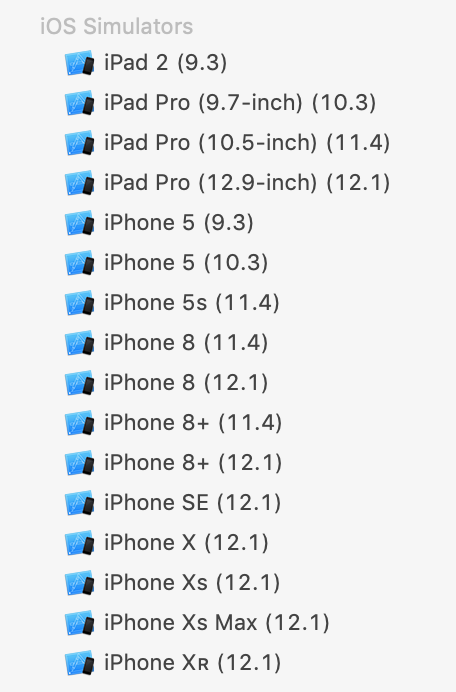 iOS Simulators
iPad 2 (9.3)
iPad Pro (9.7-inch) (10.3)
iPad Pro (10.5-inch) (11.4)
iPad Pro (12.9-inch) (12.1)
iPhone 5 (9.3)
iPhone 5 (10.3)
iPhone 5s (11.4)
iPhone 8 (11.4)
iPhone 8 (12.1)
iPhone 8+ (11.4)
iPhone 8+ (12.1)
iPhone SE (12.1)
iPhone X (12.1)
iPhone Xs (12.1)
iPhone Xs Max (12.1)
iPhone Xʀ (12.1)